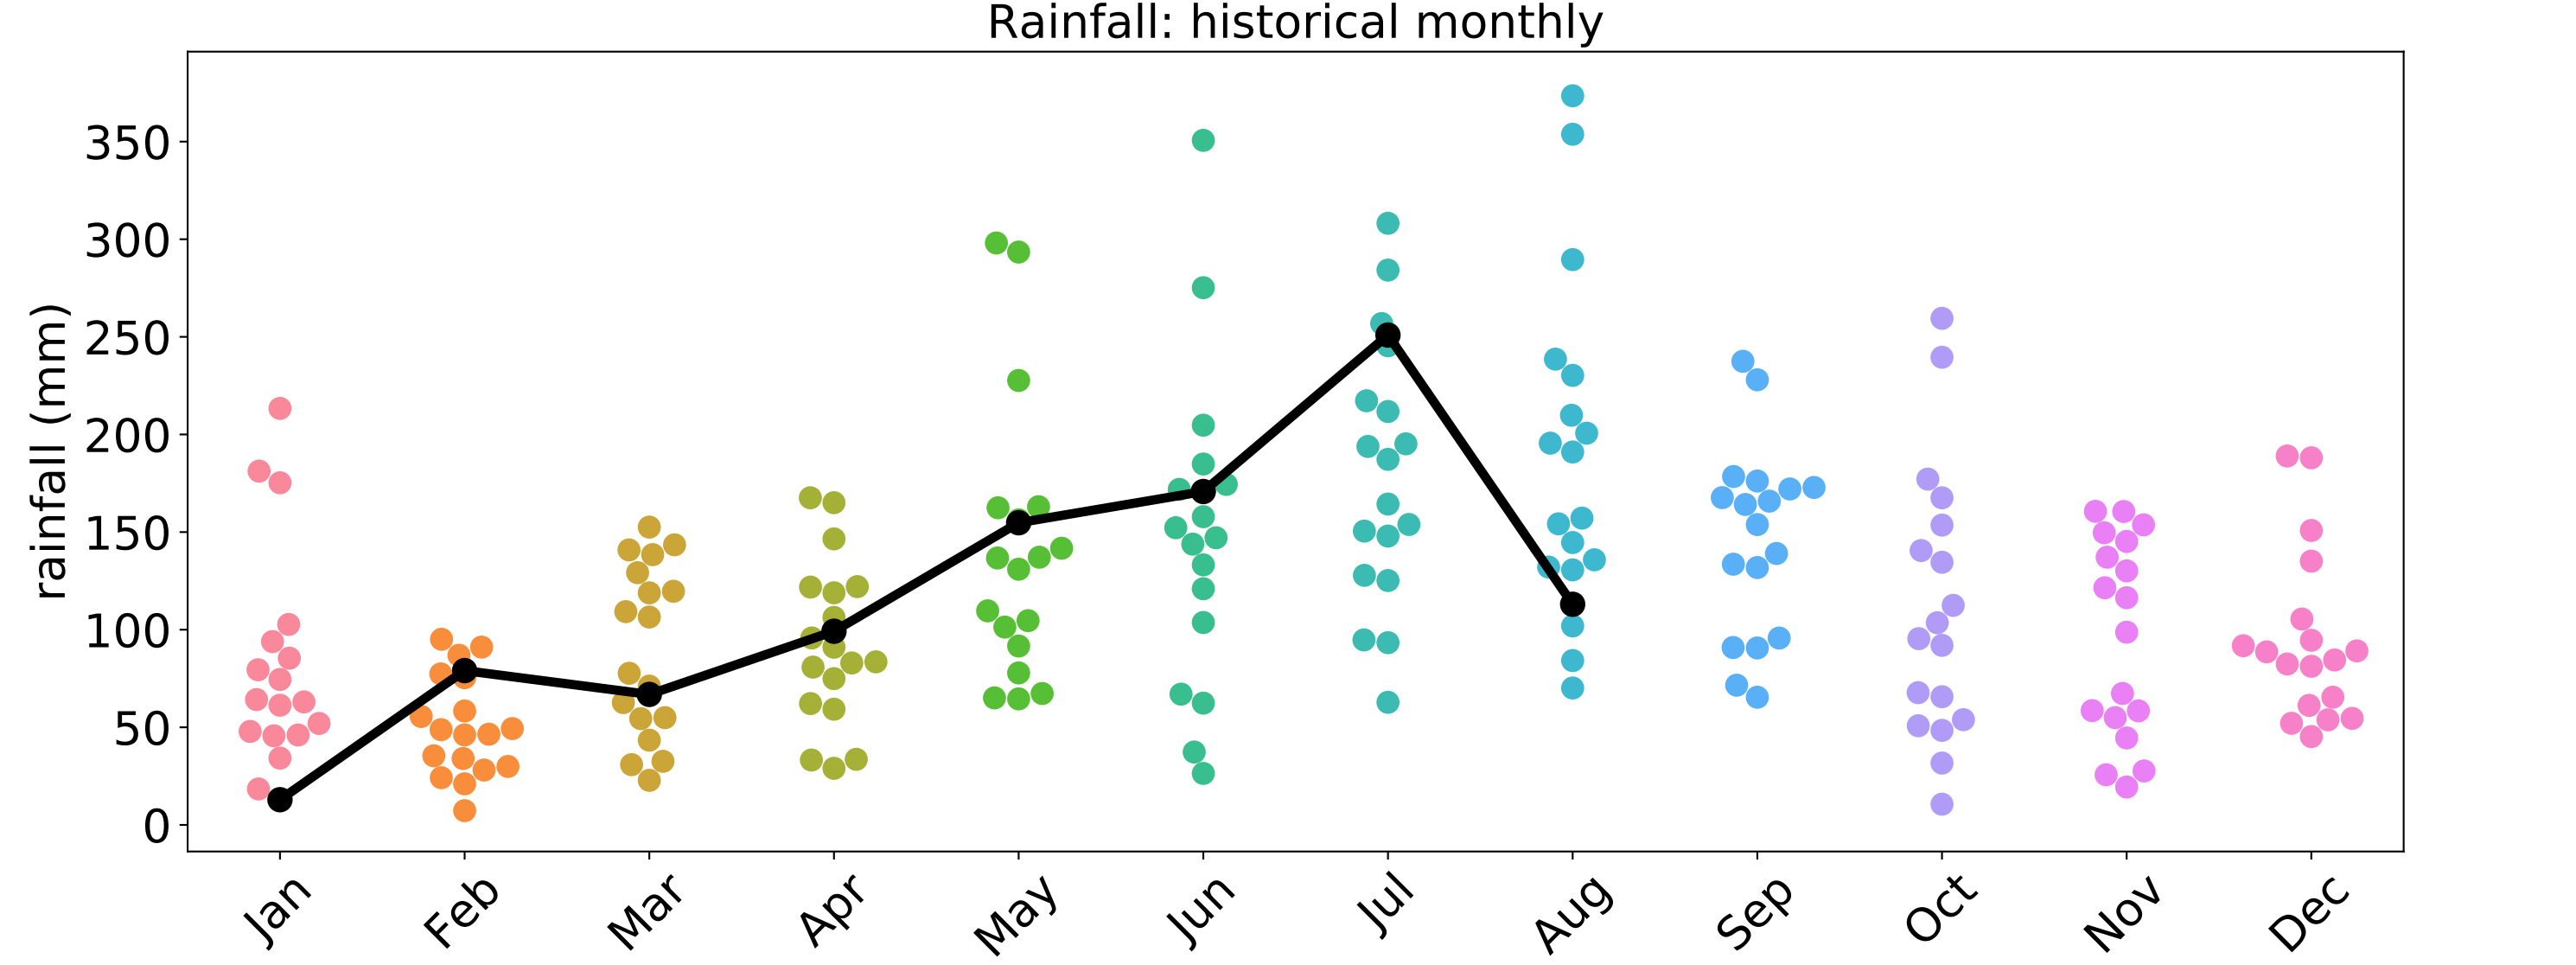 Rainfall: historical monthly
rainfall (mm)
350
300
250
200
150
100
50
0
Jan
Feb
Mar
Apr
May
Jun
Jul
Aug
Sep
Oct
Nov
Dec